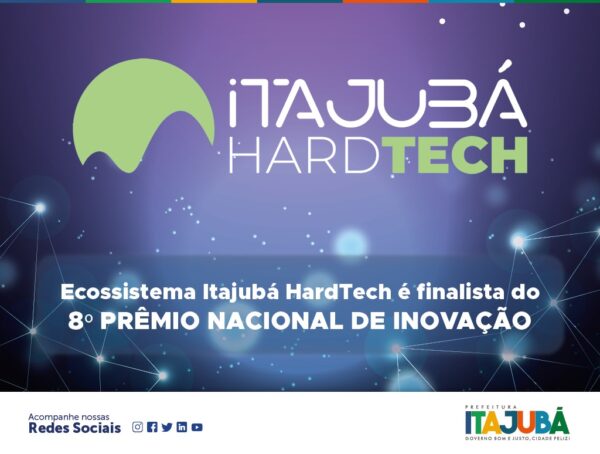 iTAJUBÁ
HARDTECH
Ecossistema Itajubá HardTech é finalista do
8º PRÊMIO NACIONAL DE INOVAÇÃO
Acompanhe nossas
Redes Sociais
PREFEITURA
ITAJUBÁ
GOVERNO BOM E JUSTO, CIDADE FELIZ!